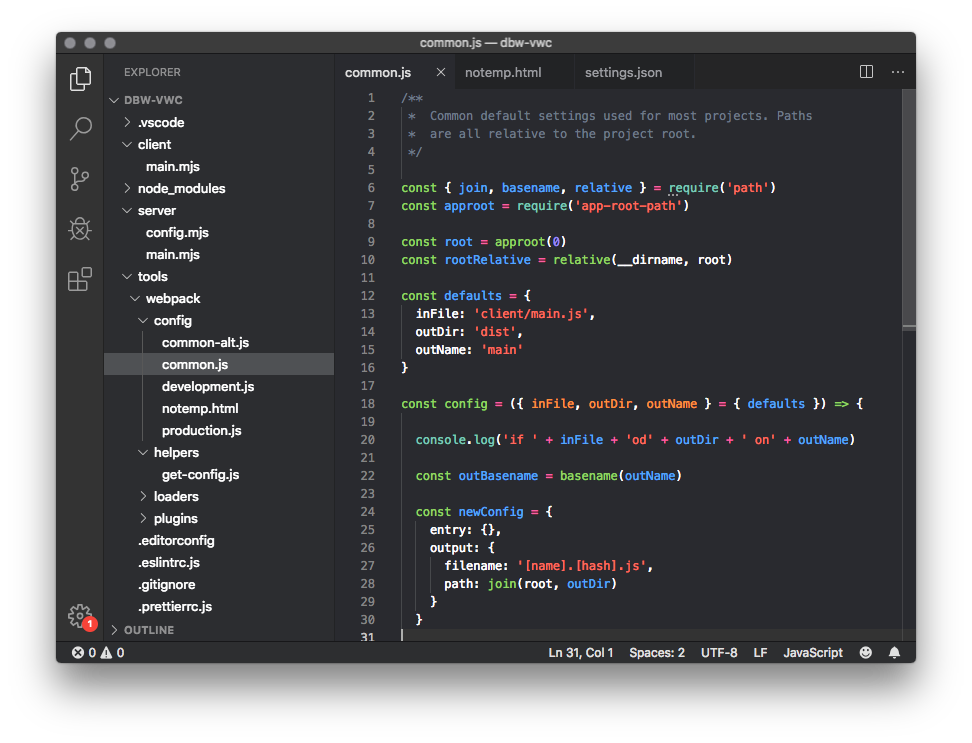 common.js — dbw-vwc
EXPLORER
DBW-VWC
.vscode
client
main.mjs
node_modules
server
config.mjs
main.mjs
tools
webpack
config
common-alt.js
common.js
development.js
notemp.html
production.js
helpers
get-config.js
loaders
plugins
.editorconfig
.eslintrc.js
.gitignore
.prettierrc.js
OUTLINE
1
common.js notemp.html settings.json
1 /**
2  *  Common default settings used for most projects. Paths
3  *  are all relative to the project root.
4  */
5
6 const { join, basename, relative } = require('path')
7 const approot = require('app-root-path')
8
9 const root = approot(0)
10 const rootRelative = relative(__dirname, root)
11
12 const defaults = {
13   inFile: 'client/main.js',
14   outDir: 'dist',
15   outName: 'main'
16 }
17
18 const config = ({ inFile, outDir, outName } = { defaults }) => {
19
20   console.log('if ' + inFile + 'od' + outDir + ' on' + outName)
21
22   const outBasename = basename(outName)
23
24   const newConfig = {
25     entry: {},
26     output: {
27       filename: '[name].[hash].js',
28       path: join(root, outDir)
29     }
30   }
31
0 0 Ln 31, Col 1 Spaces: 2 UTF-8 LF JavaScript